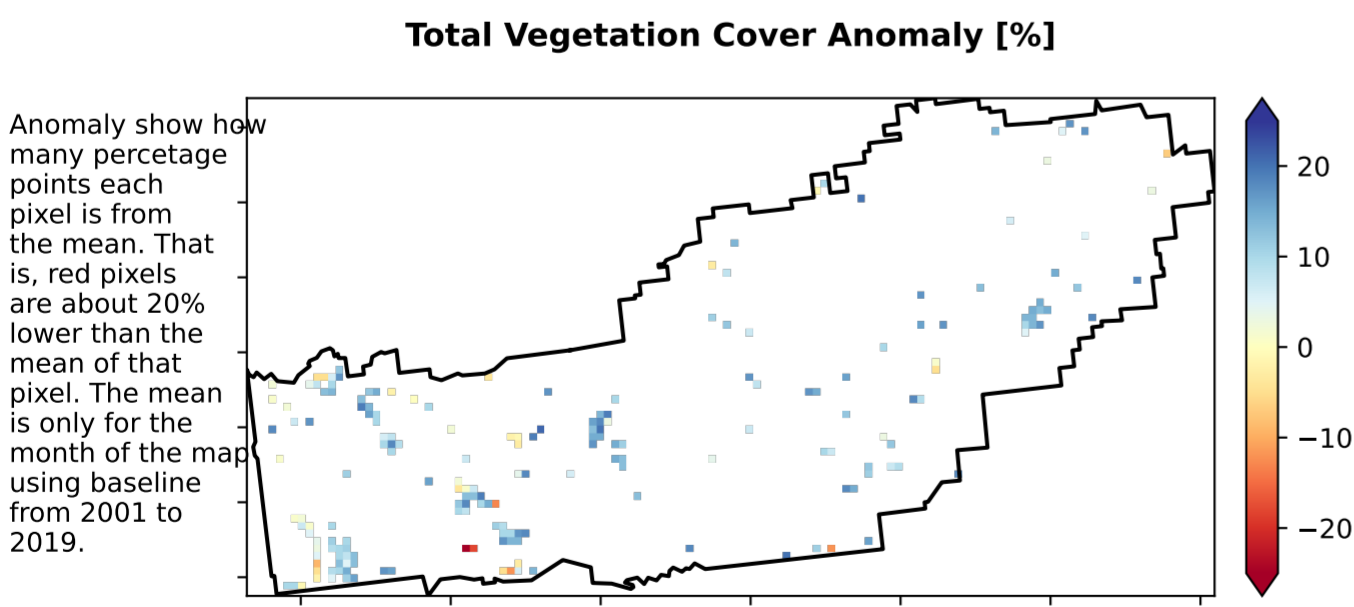 Total Vegetation Cover Anomaly [%]
Anomaly show how
many percetage
points each
pixel is from
the mean. That
is, red pixels
are about 20%
lower than the
mean of that
pixel. The mean
is only for the
month of the map
using baseline
from 2001 to
2019.
20
10
0
−10
−20